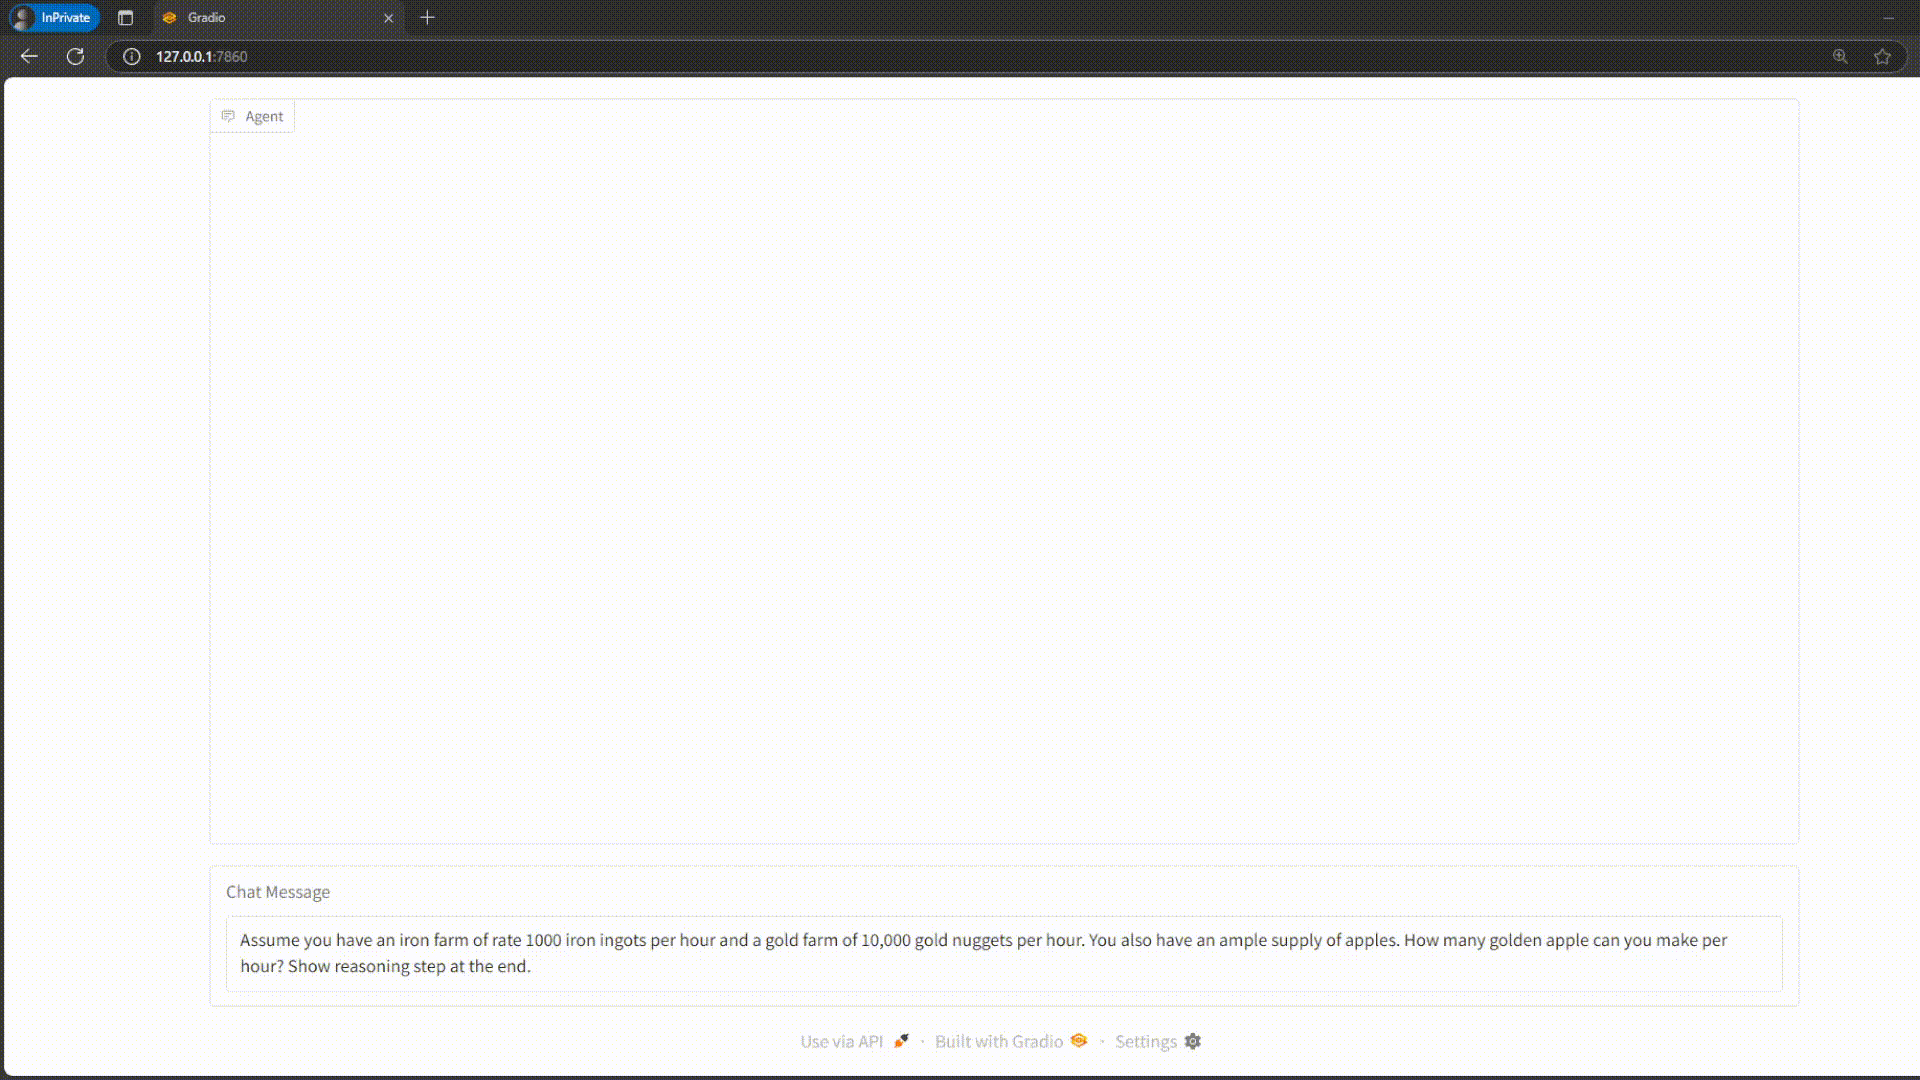 InPrivate
Gradio
127.0.0.1:7860
Agent
Chat Message
Assume you have an iron farm of rate 1000 iron ingots per hour and a gold farm of 10,000 gold nuggets per hour. You also have an ample supply of apples. How many golden apple can you make per
hour? Show reasoning step at the end.
Use via API · Built with Gradio · Settings